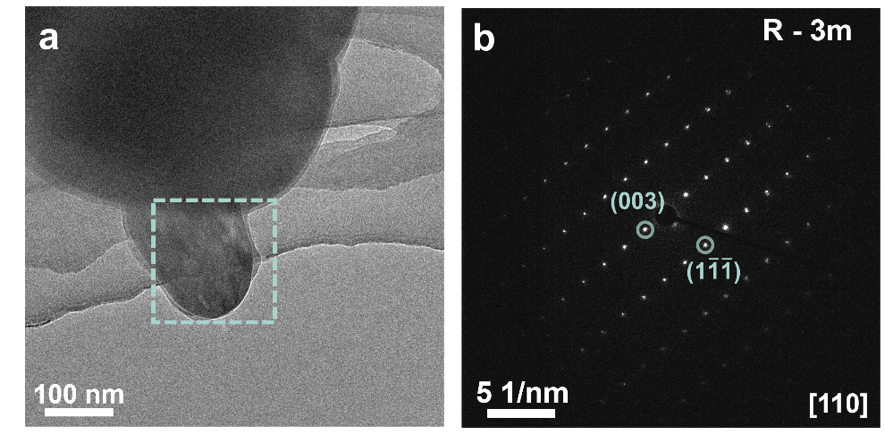 a
100 nm
b
R - 3m
(003)
(11̅1̅)
5 1/nm
[110]